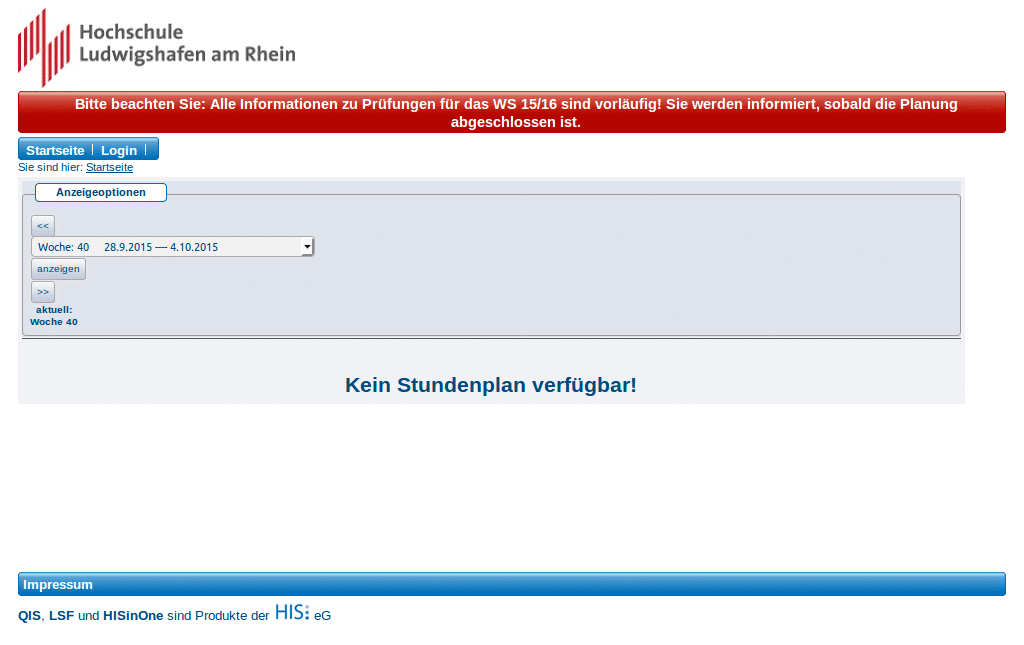 Hochschule
Ludwigshafen am Rhein
Bitte beachten Sie: Alle Informationen zu Prüfungen für das WS 15/16 sind vorläufig! Sie werden informiert, sobald die Planung
abgeschlossen ist.
Startseite | Login |
Sie sind hier: Startseite
Anzeigeoptionen
<<
Woche: 40 28.9.2015 ---- 4.10.2015
anzeigen
>>
aktuell:
Woche 40
Kein Stundenplan verfügbar!
Impressum
QIS, LSF und HISinOne sind Produkte der HIS: eG